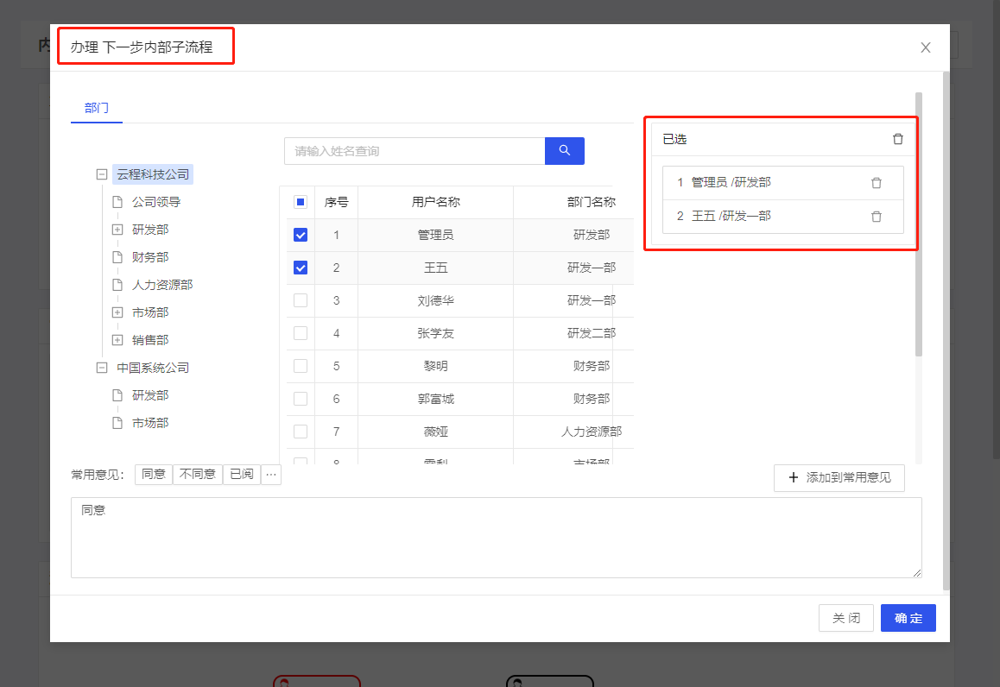 内
办理 下一步内部子流程
部门
请输入姓名查询
云程科技公司
公司领导
研发部
财务部
人力资源部
市场部
销售部
中国系统公司
研发部
市场部
序号 用户名称 部门名称
1 管理员 研发部
2 王五 研发一部
3 刘德华 研发一部
4 张学友 研发二部
5 黎明 财务部
6 郭富城 财务部
7 薇娅 人力资源部
8 市场部
已选
1 管理员 /研发部
2 王五 /研发一部
常用意见: 同意 不同意 已阅 ···
添加到常用意见
同意
关 闭 确 定